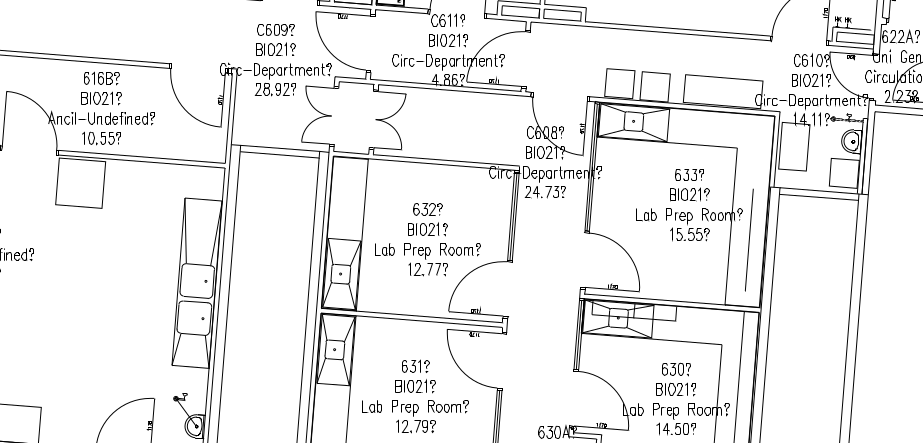 C609?
BIO21?
Circ-Department?
28.92?
C611?
BIO21?
Circ-Department?
4.86?
616B?
BIO21?
Ancil-Undefined?
10.55?
C610?
BIO21?
Circ-Department?
14.11?
622A?
Uni Gen
Circulatio
2.23?
C608?
BIO21?
Circ-Department?
24.73?
633?
BIO21?
Lab Prep Room?
15.55?
632?
BIO21?
Lab Prep Room?
12.77?
fined?
631?
BIO21?
Lab Prep Room?
12.79?
630?
BIO21?
Lab Prep Room?
14.50?
630A?
HK HK